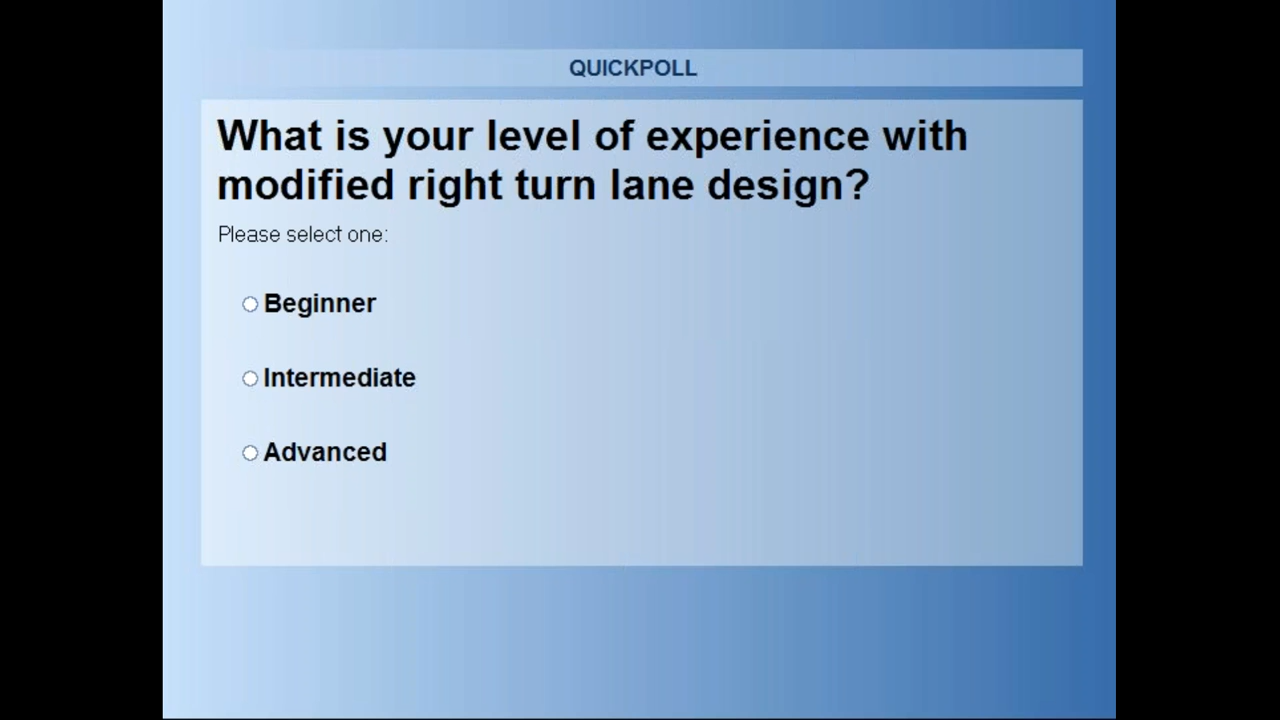 QUICKPOLL
What is your level of experience with
modified right turn lane design?
Please select one:
Beginner
Intermediate
Advanced